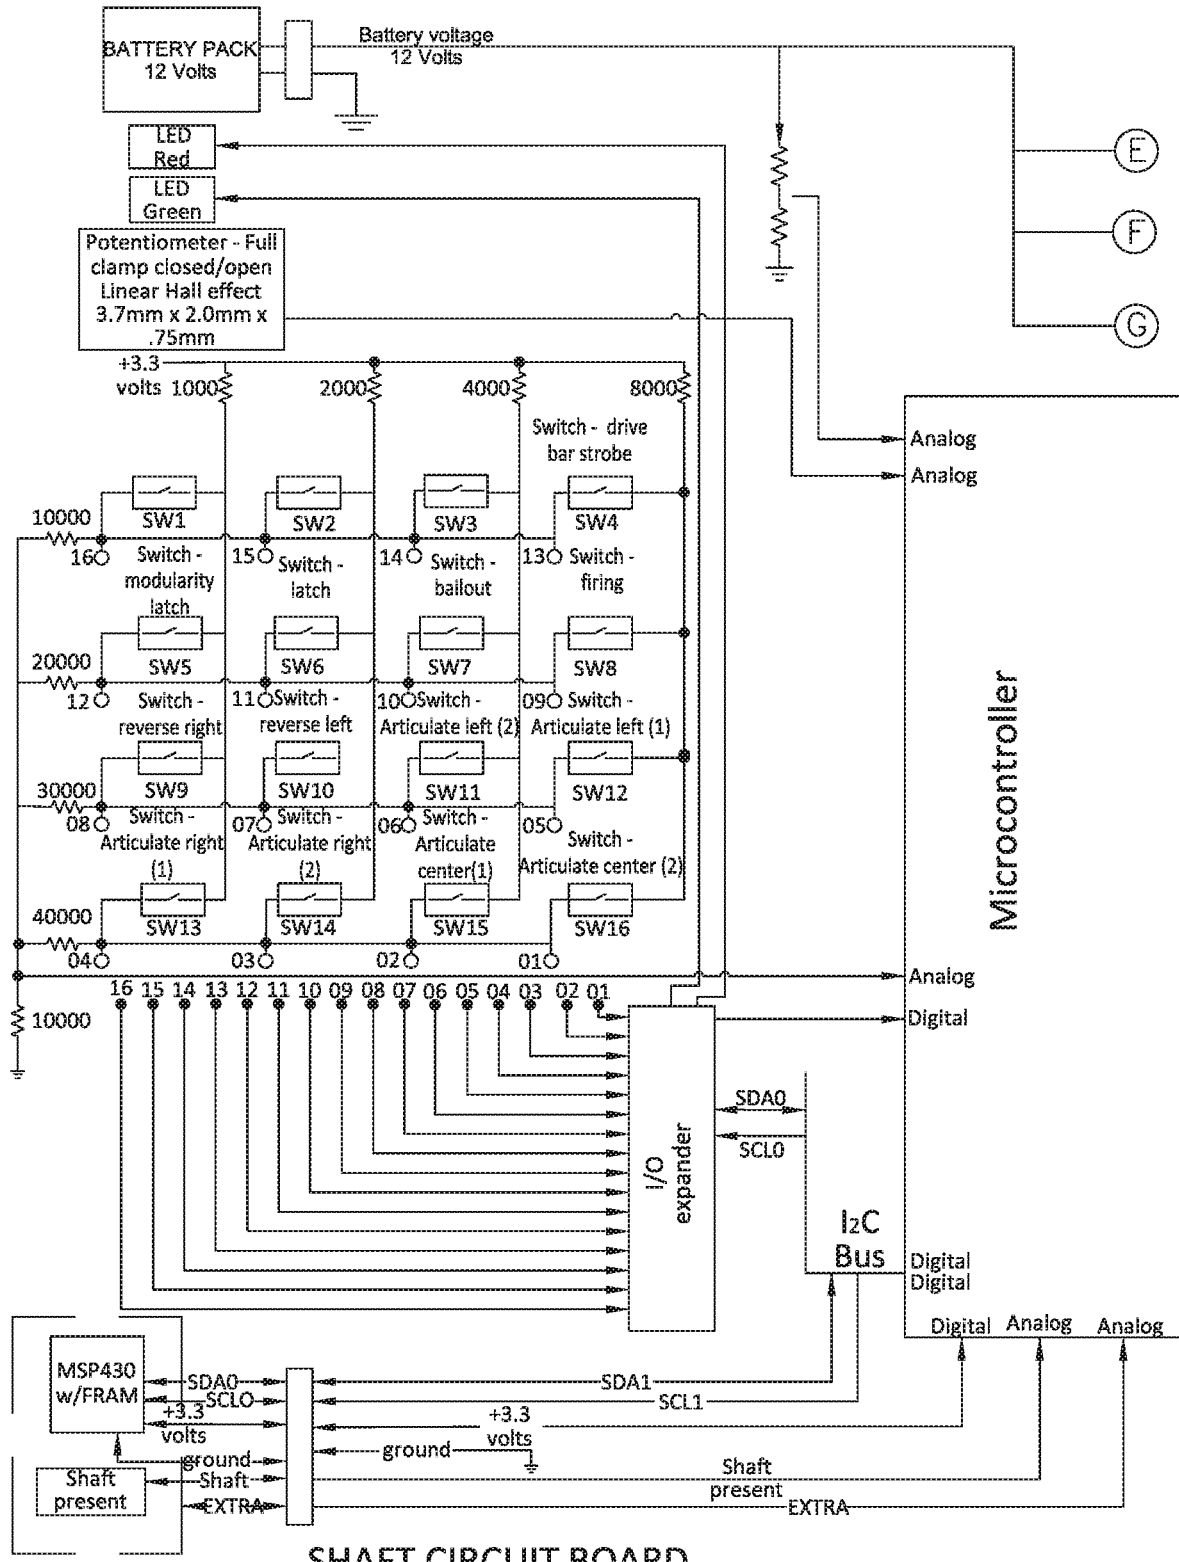 BATTERY PACK
12 Volts
Battery voltage
12 Volts
LED
Red
LED
Green
E
F
G
Potentiometer - Full
clamp closed/open
Linear Hall effect
3.7mm x 2.0mm x
.75mm
+3.3
volts
1000
2000
4000
8000
Switch - drive
bar strobe
Analog
Analog
10000
SW1
SW2
SW3
SW4
16
15
14
13
Switch -
modularity
latch
Switch -
latch
Switch -
bailout
Switch -
firing
20000
SW5
SW6
SW7
SW8
12
11
10
09
Switch -
reverse right
Switch -
reverse left
Switch -
Articulate left (2)
Switch -
Articulate left (1)
30000
SW9
SW10
SW11
SW12
08
07
06
05
Switch -
Articulate right
(1)
Switch -
Articulate right
(2)
Switch -
Articulate
center(1)
Switch -
Articulate center (2)
40000
SW13
SW14
SW15
SW16
04
03
02
01
Microcontroller
Analog
16 15 14 13 12 11 10 09 08 07 06 05 04 03 02 01
10000
Digital
I/O
expander
SDA0
SCL0
I2C
Bus
Digital
Digital
Digital
Analog
Analog
MSP430
w/FRAM
SDA0
SCLO
+3.3
volts
ground
Shaft
EXTRA
Shaft
present
SDA1
SCL1
+3.3
volts
ground
Shaft
present
EXTRA
SHAFT CIRCUIT BOARD